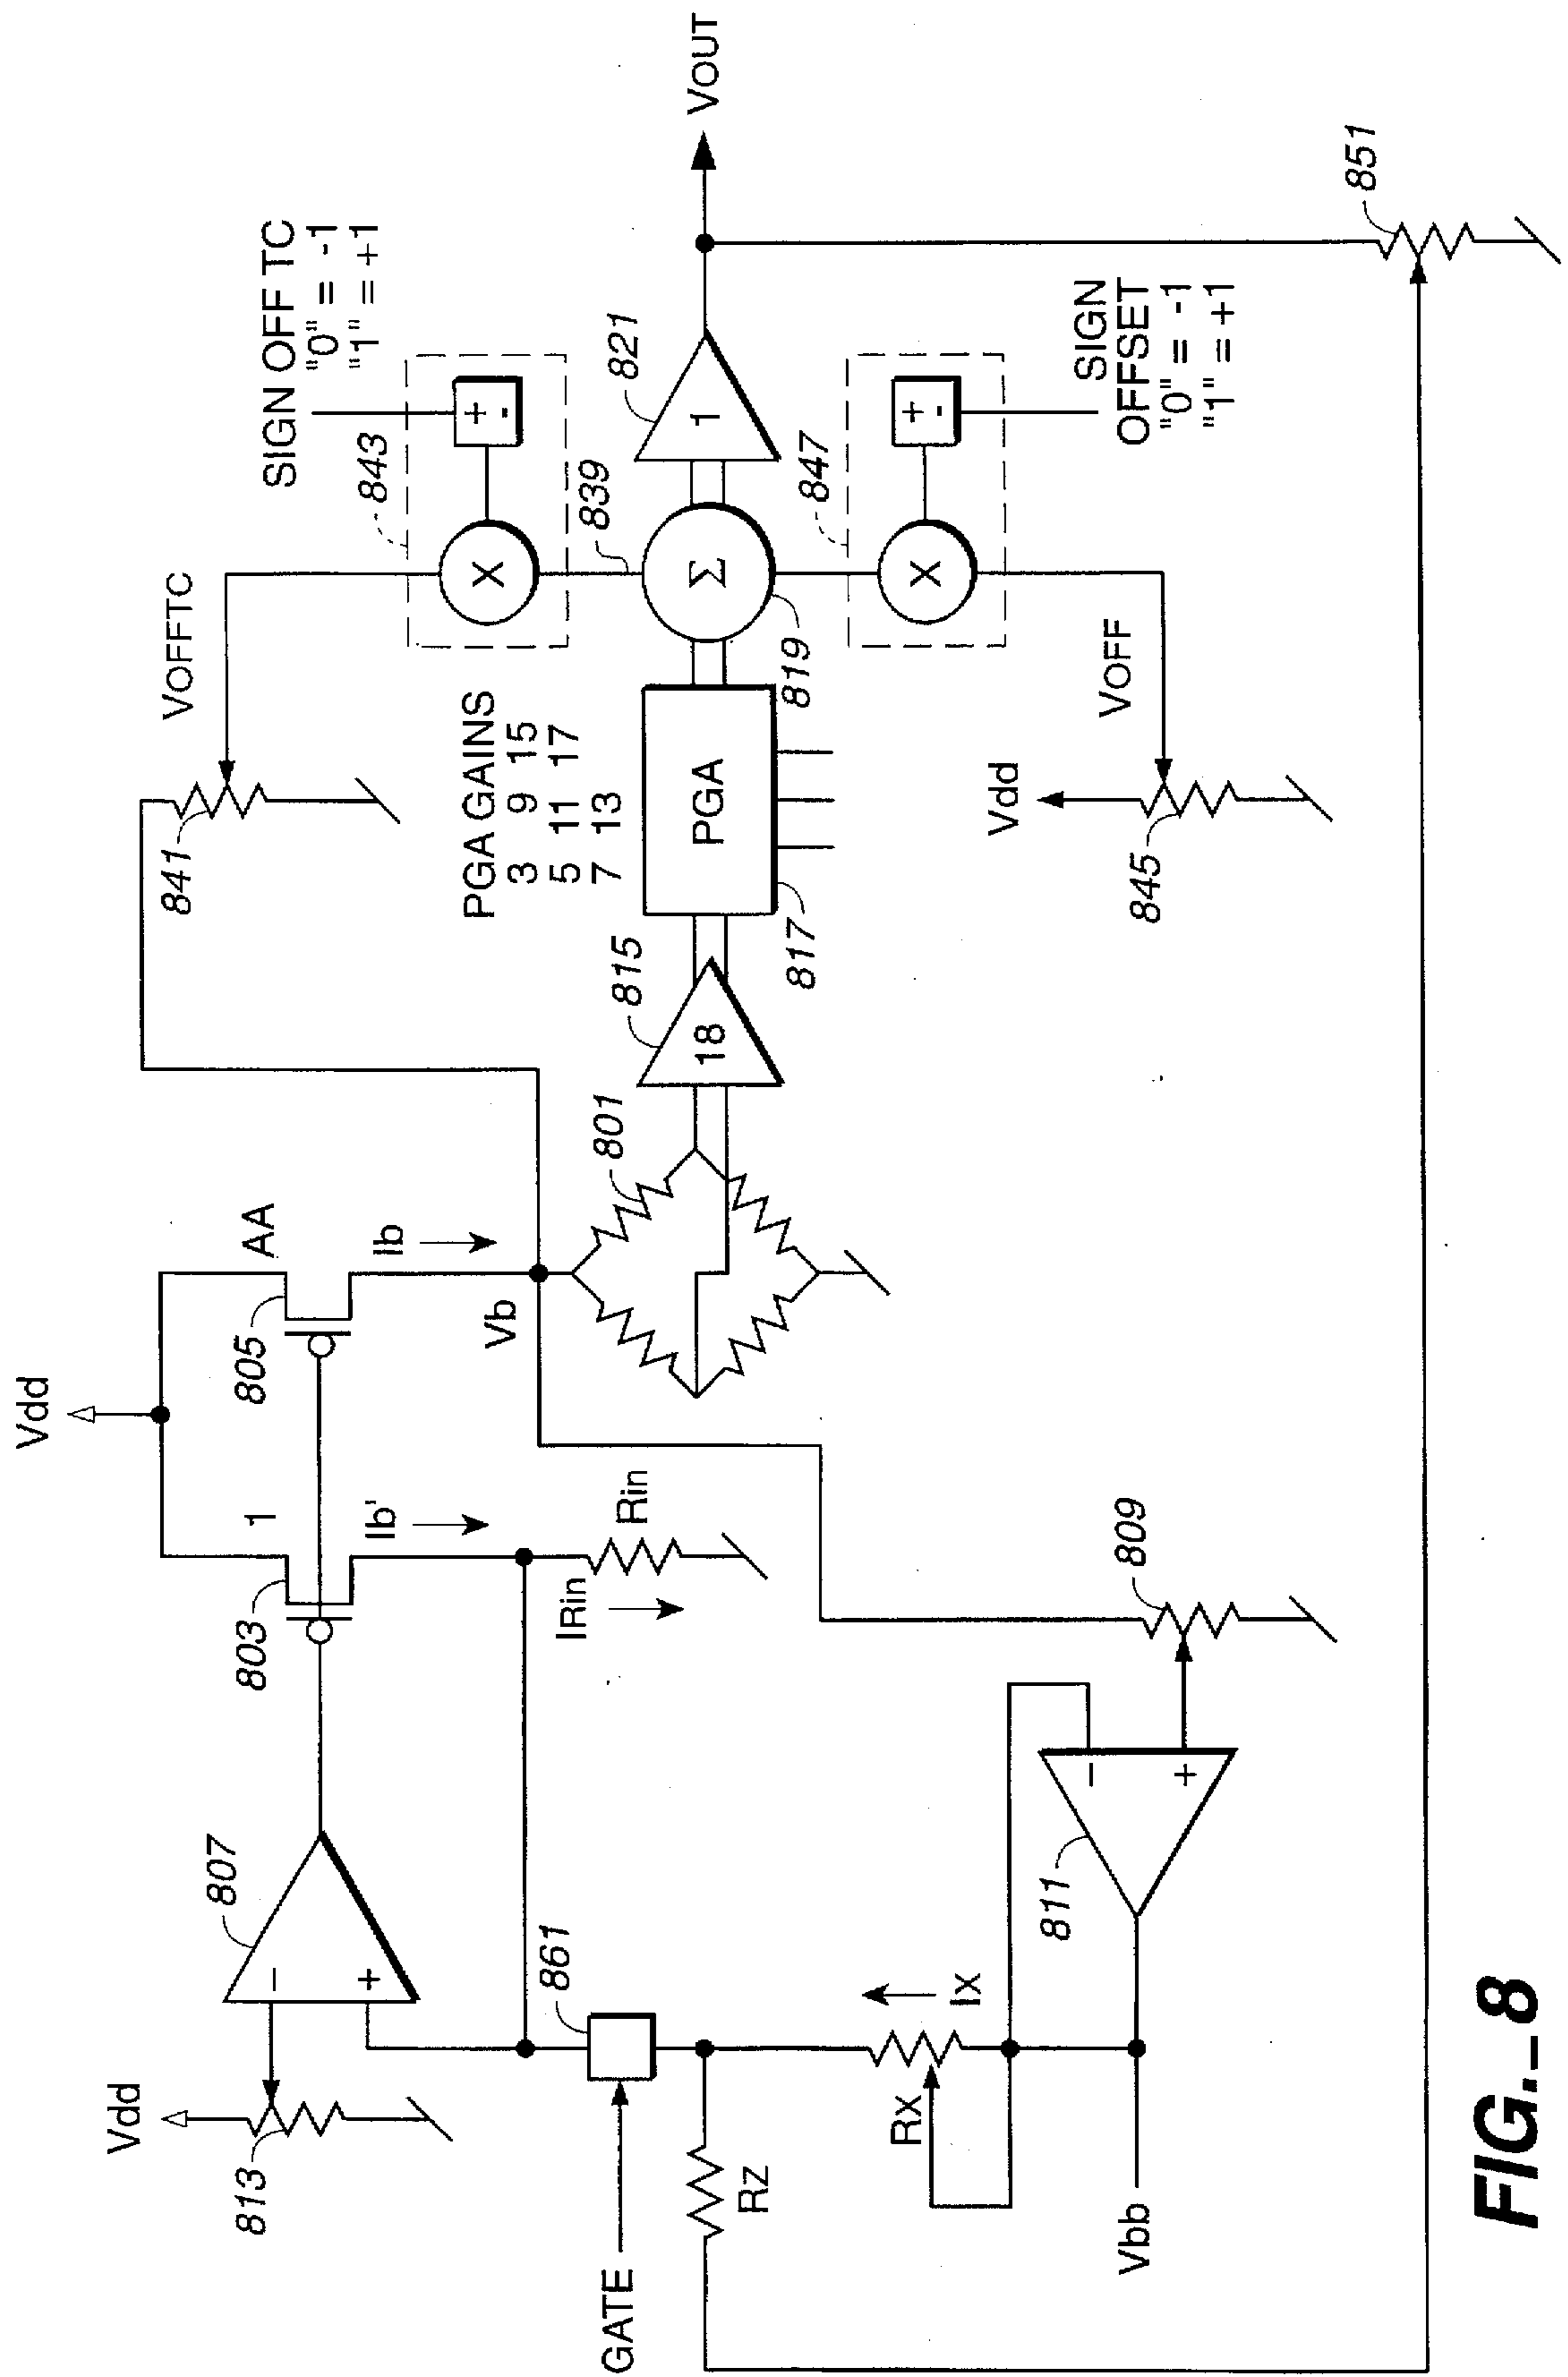 Vdd
Vdd
813
807
803
1
805
AA
Ib'
Ib
841
VOFFTC
SIGN OFF TC
"0" = -1
"1" = +1
843
GATE
861
−
+
IRin
Rin
Vb
801
815
18
PGA GAINS
3 9 15
5 11 17
7 13
PGA
817
819
Σ
839
X
+
-
821
1
VOUT
RZ
RX
IX
Vbb
811
−
+
809
Vdd
845
VOFF
847
X
+
-
SIGN
OFFSET
"0" = -1
"1" = +1
851
FIG._8